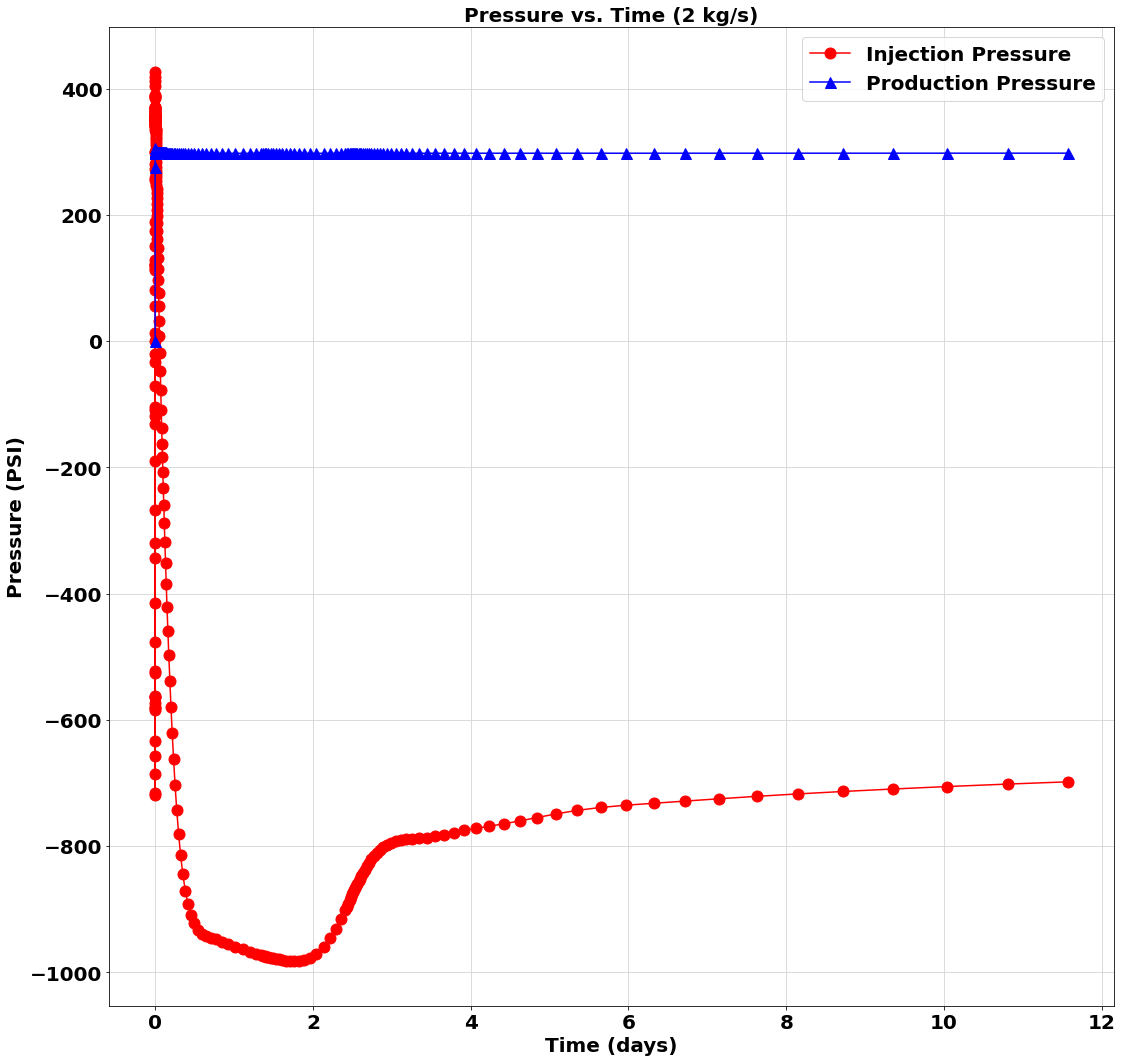 Pressure vs. Time (2 kg/s)
Injection Pressure
Production Pressure
Pressure (PSI)
400
200
0
−200
−400
−600
−800
−1000
0 2 4 6 8 10 12
Time (days)